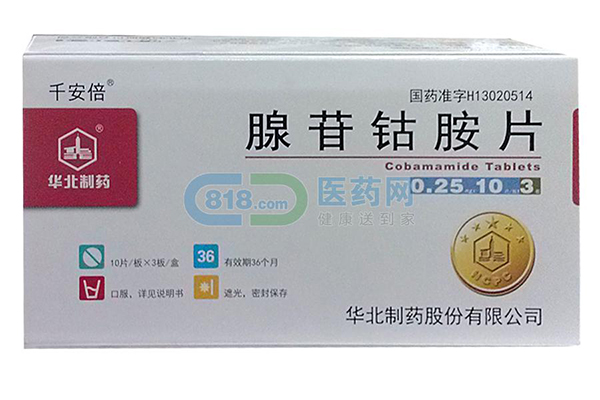 千安倍®
国药准字H13020514
腺苷钴胺片
Cobamamide Tablets
华北制药
®
0.25 10 3
818.com 医药网
健康送到家
10片/板×3板/盒
36 有效期36个月
口服，详见说明书
遮光，密封保存
NCPC
华北制药股份有限公司